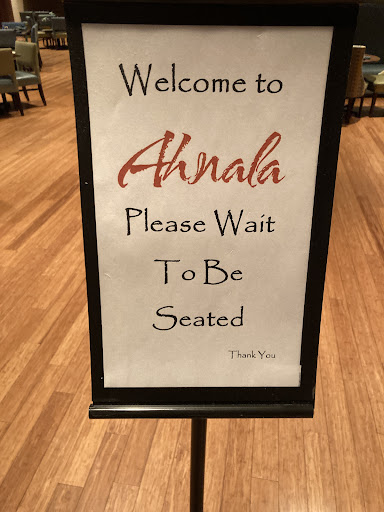 Welcome to
Ahnala
Please Wait
To Be
Seated
Thank You